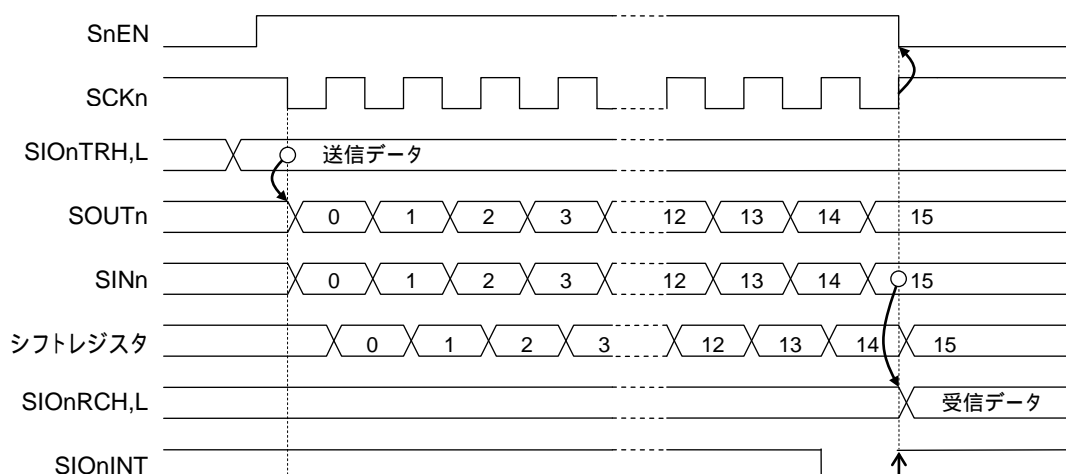 SnEN
SCKn
SIOnTRH,L 送信データ
SOUTn 0 1 2 3 12 13 14 15
SINn 0 1 2 3 12 13 14 15
シフトレジスタ 0 1 2 3 12 13 14 15
SIOnRCH,L 受信データ
SIOnINT